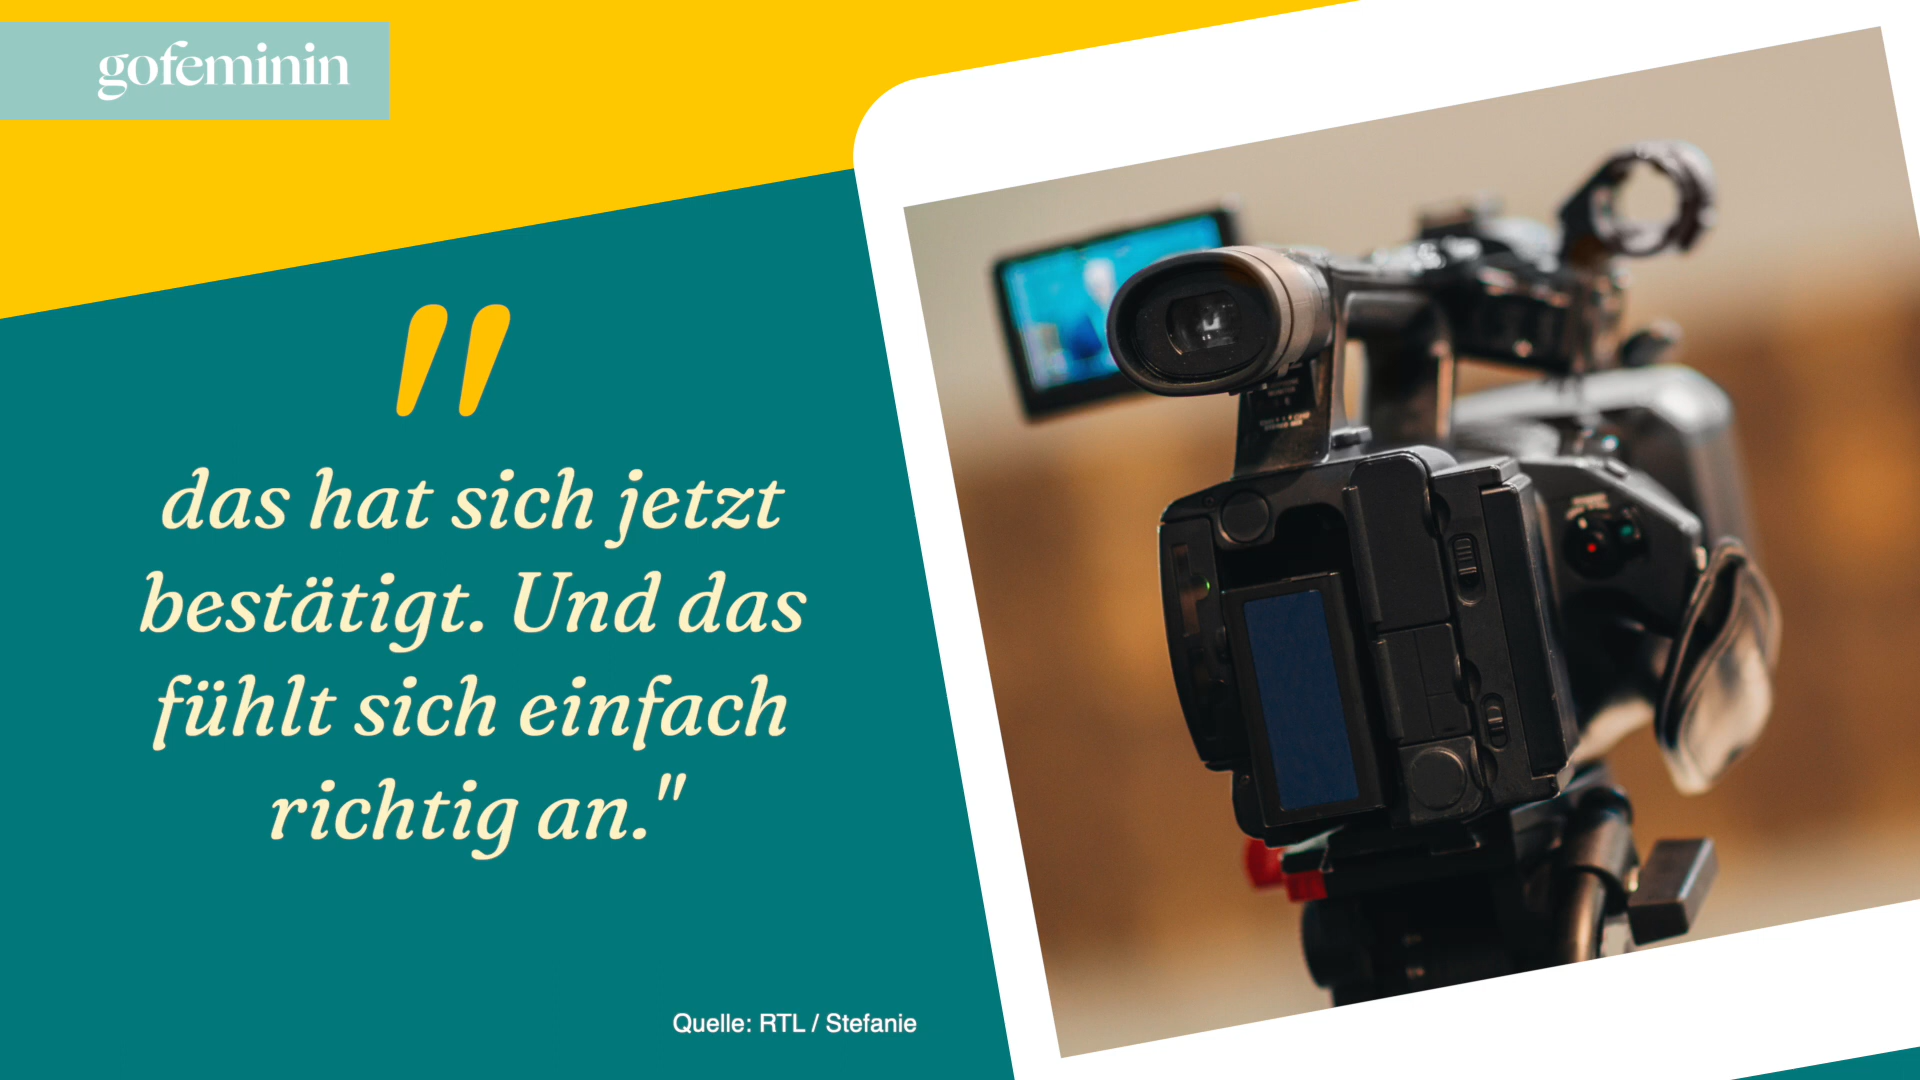 gofeminin
"
das hat sich jetzt
bestätigt. Und das
fühlt sich einfach
richtig an."
Quelle: RTL / Stefanie